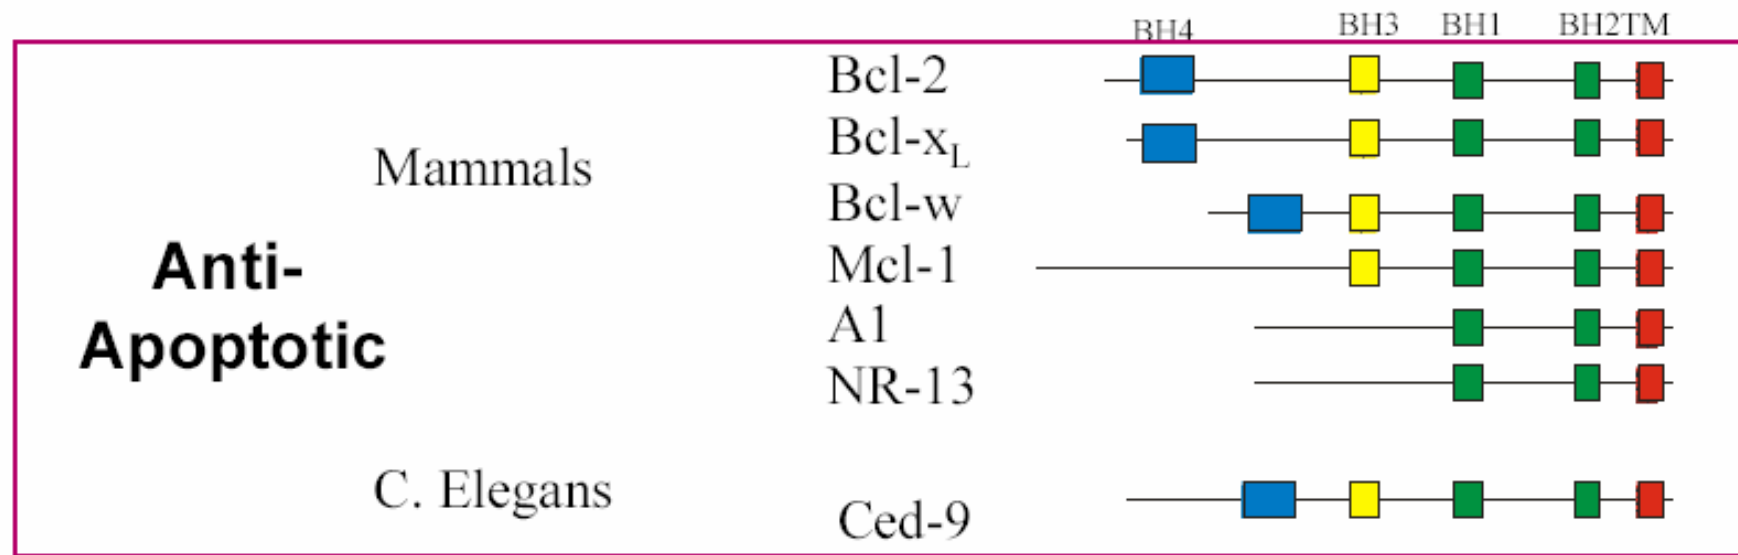 BH4 BH3 BH1 BH2TM
Bcl-2
Bcl-xL
Mammals
Bcl-w
Anti-
Mcl-1
A1
Apoptotic
NR-13
C. Elegans
Ced-9